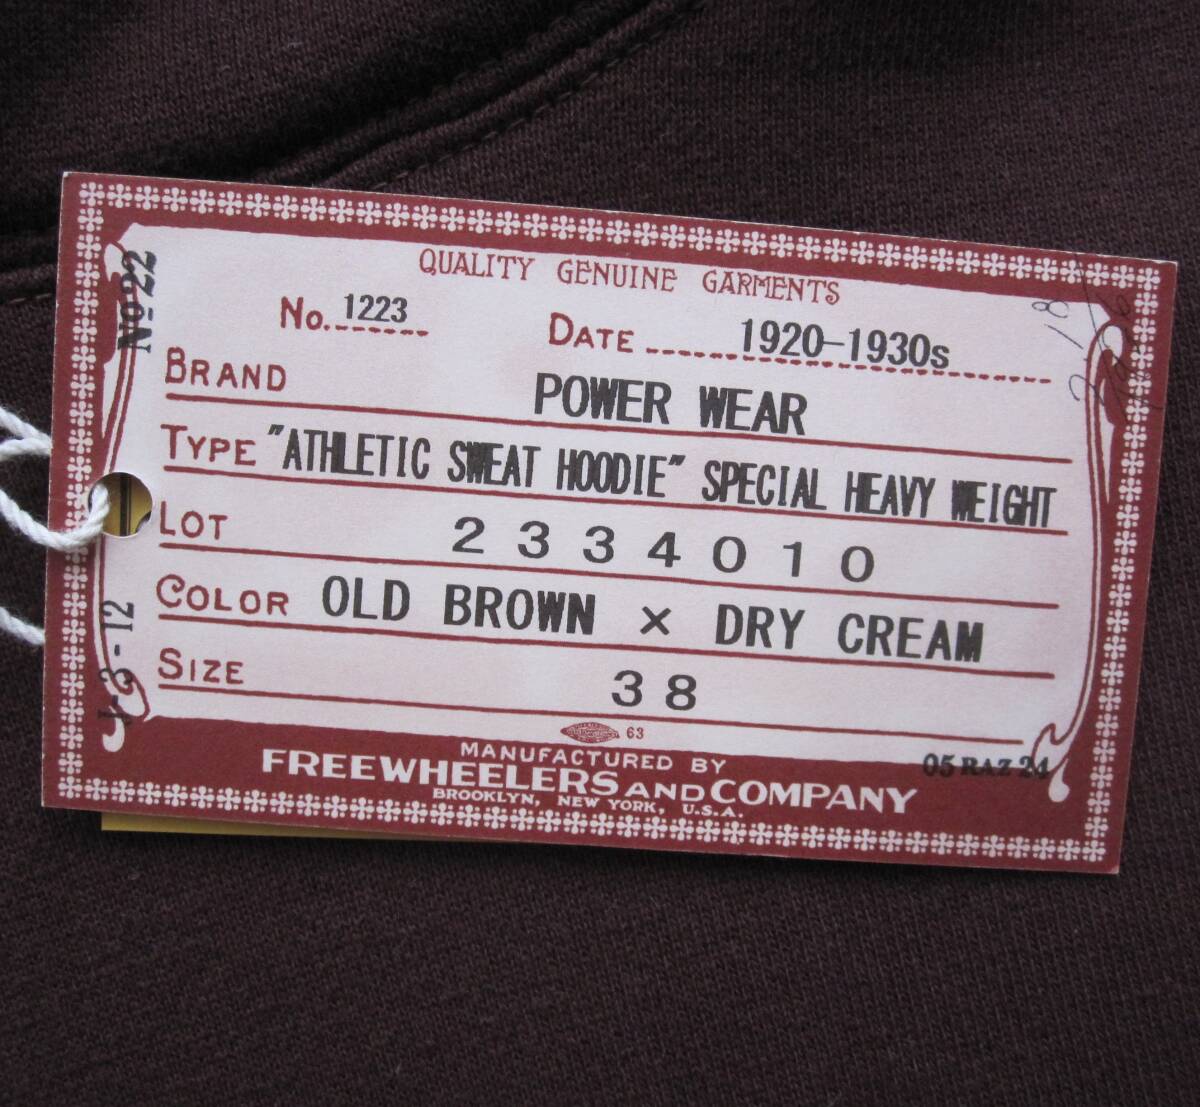 QUALITY GENUINE GARMENTS
No. 1223 DATE 1920-1930s
BRAND POWER WEAR
TYPE "ATHLETIC SWEAT HOODIE" SPECIAL HEAVY WEIGHT
LOT 2334010
COLOR OLD BROWN × DRY CREAM
SIZE 38
63
MANUFACTURED BY
FREEWHEELERS AND COMPANY
BROOKLYN, NEW YORK, U.S.A.
05 RAZ 24
No 22
J-3-12